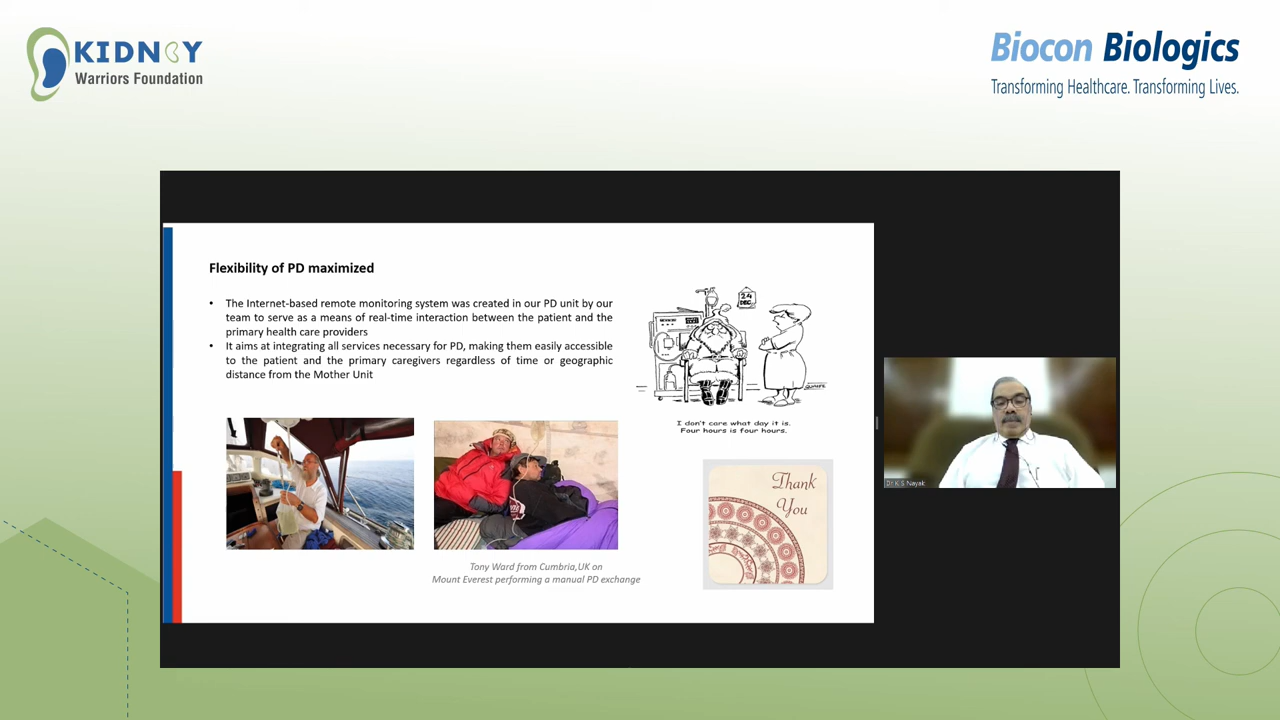 KIDNEY
Warriors Foundation
Biocon Biologics
Transforming Healthcare. Transforming Lives.
Flexibility of PD maximized
• The Internet-based remote monitoring system was created in our PD unit by our
team to serve as a means of real-time interaction between the patient and the
primary health care providers
• It aims at integrating all services necessary for PD, making them easily accessible
to the patient and the primary caregivers regardless of time or geographic
distance from the Mother Unit
24
DEC
I don't care what day it is.
Four hours is four hours.
Thank
You
Tony Ward from Cumbria,UK on
Mount Everest performing a manual PD exchange
Dr K S Nayak